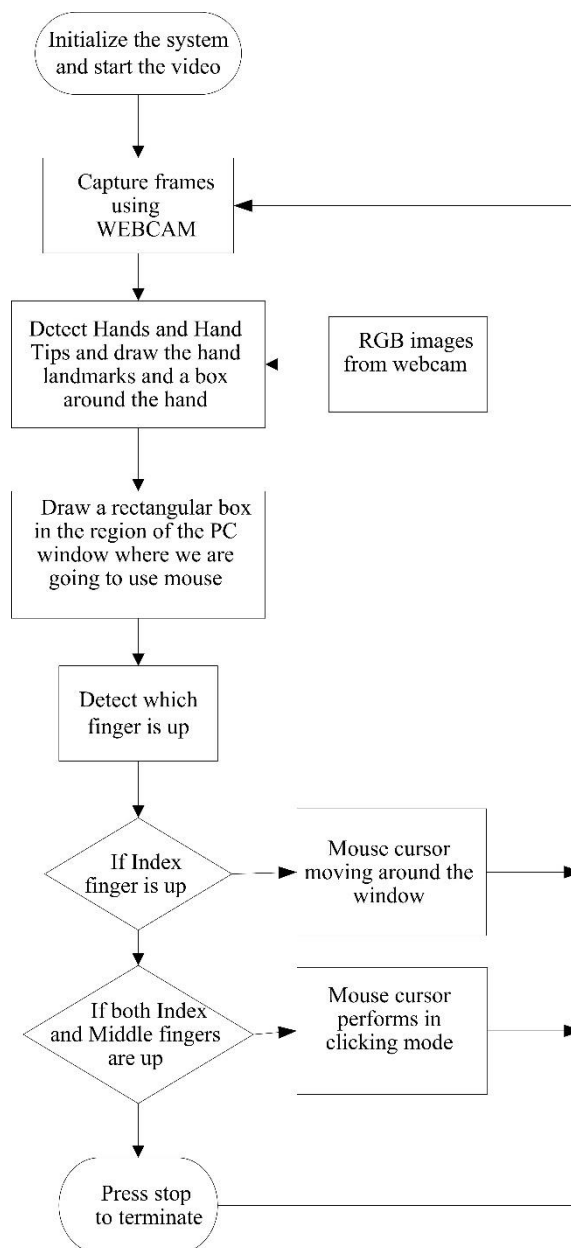 Initialize the system
and start the video
Capture frames
using
WEBCAM
Detect Hands and Hand
Tips and draw the hand
landmarks and a box
around the hand
RGB images
from webcam
Draw a rectangular box
in the region of the PC
window where we are
going to use mouse
Detect which
finger is up
If Index
finger is up
Mouse cursor
moving around the
window
If both Index
and Middle fingers
are up
Mouse cursor
performs in
clicking mode
Press stop
to terminate